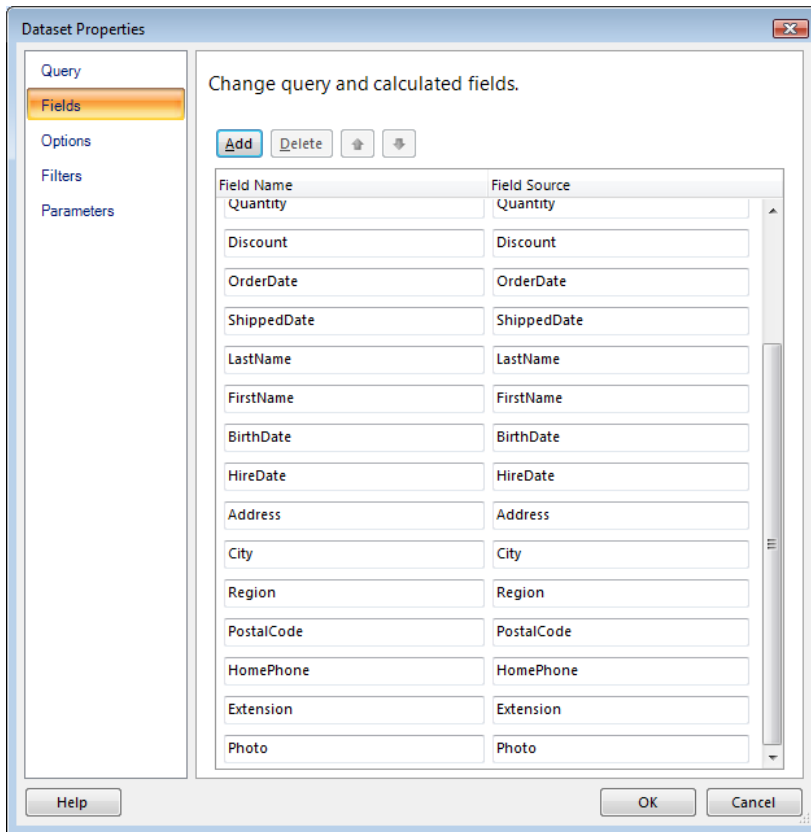 Dataset Properties
Query
Fields
Options
Filters
Parameters
Change query and calculated fields.
Add Delete
Field Name Field Source
Quantity Quantity
Discount Discount
OrderDate OrderDate
ShippedDate ShippedDate
LastName LastName
FirstName FirstName
BirthDate BirthDate
HireDate HireDate
Address Address
City City
Region Region
PostalCode PostalCode
HomePhone HomePhone
Extension Extension
Photo Photo
Help OK Cancel